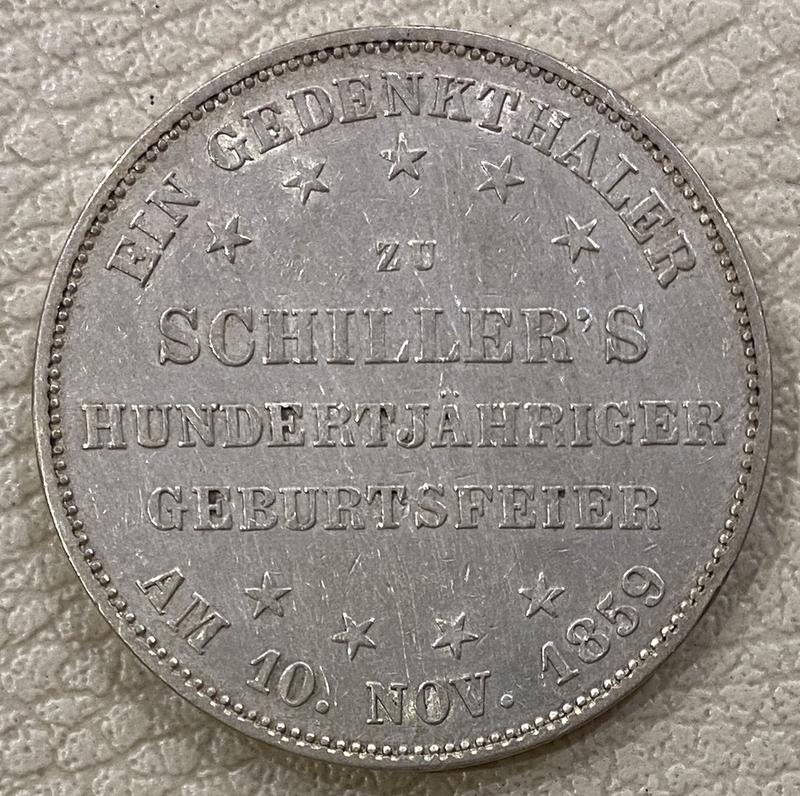 EIN GEDENKTHALER
ZU
SCHILLER'S
HUNDERTJÄHRIGER
GEBURTSFEIER
AM 10. NOV. 1859